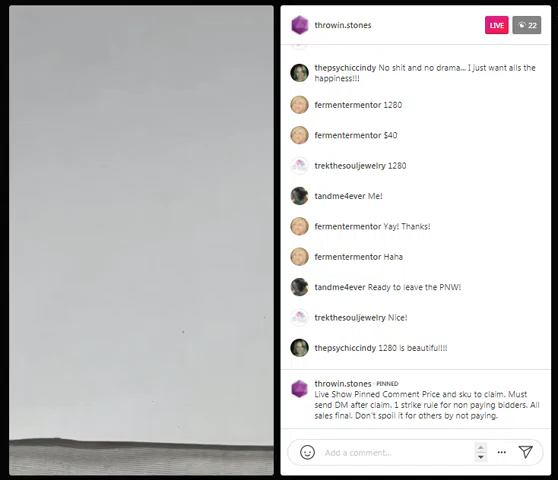 throwin.stones
LIVE
22
thepsychiccindy No shit and no drama... I just want alls the
happiness!!!
fermentermentor 1280
fermentermentor $40
trekthesouljewelry 1280
tandme4ever Me!
fermentermentor Yay! Thanks!
fermentermentor Haha
tandme4ever Ready to leave the PNW!
trekthesouljewelry Nice!
thepsychiccindy 1280 is beautiful!!!
throwin.stones · PINNED
Live Show Pinned Comment Price and sku to claim. Must
send DM after claim. 1 strike rule for non paying bidders. All
sales final. Don't spoil it for others by not paying.
Add a comment...